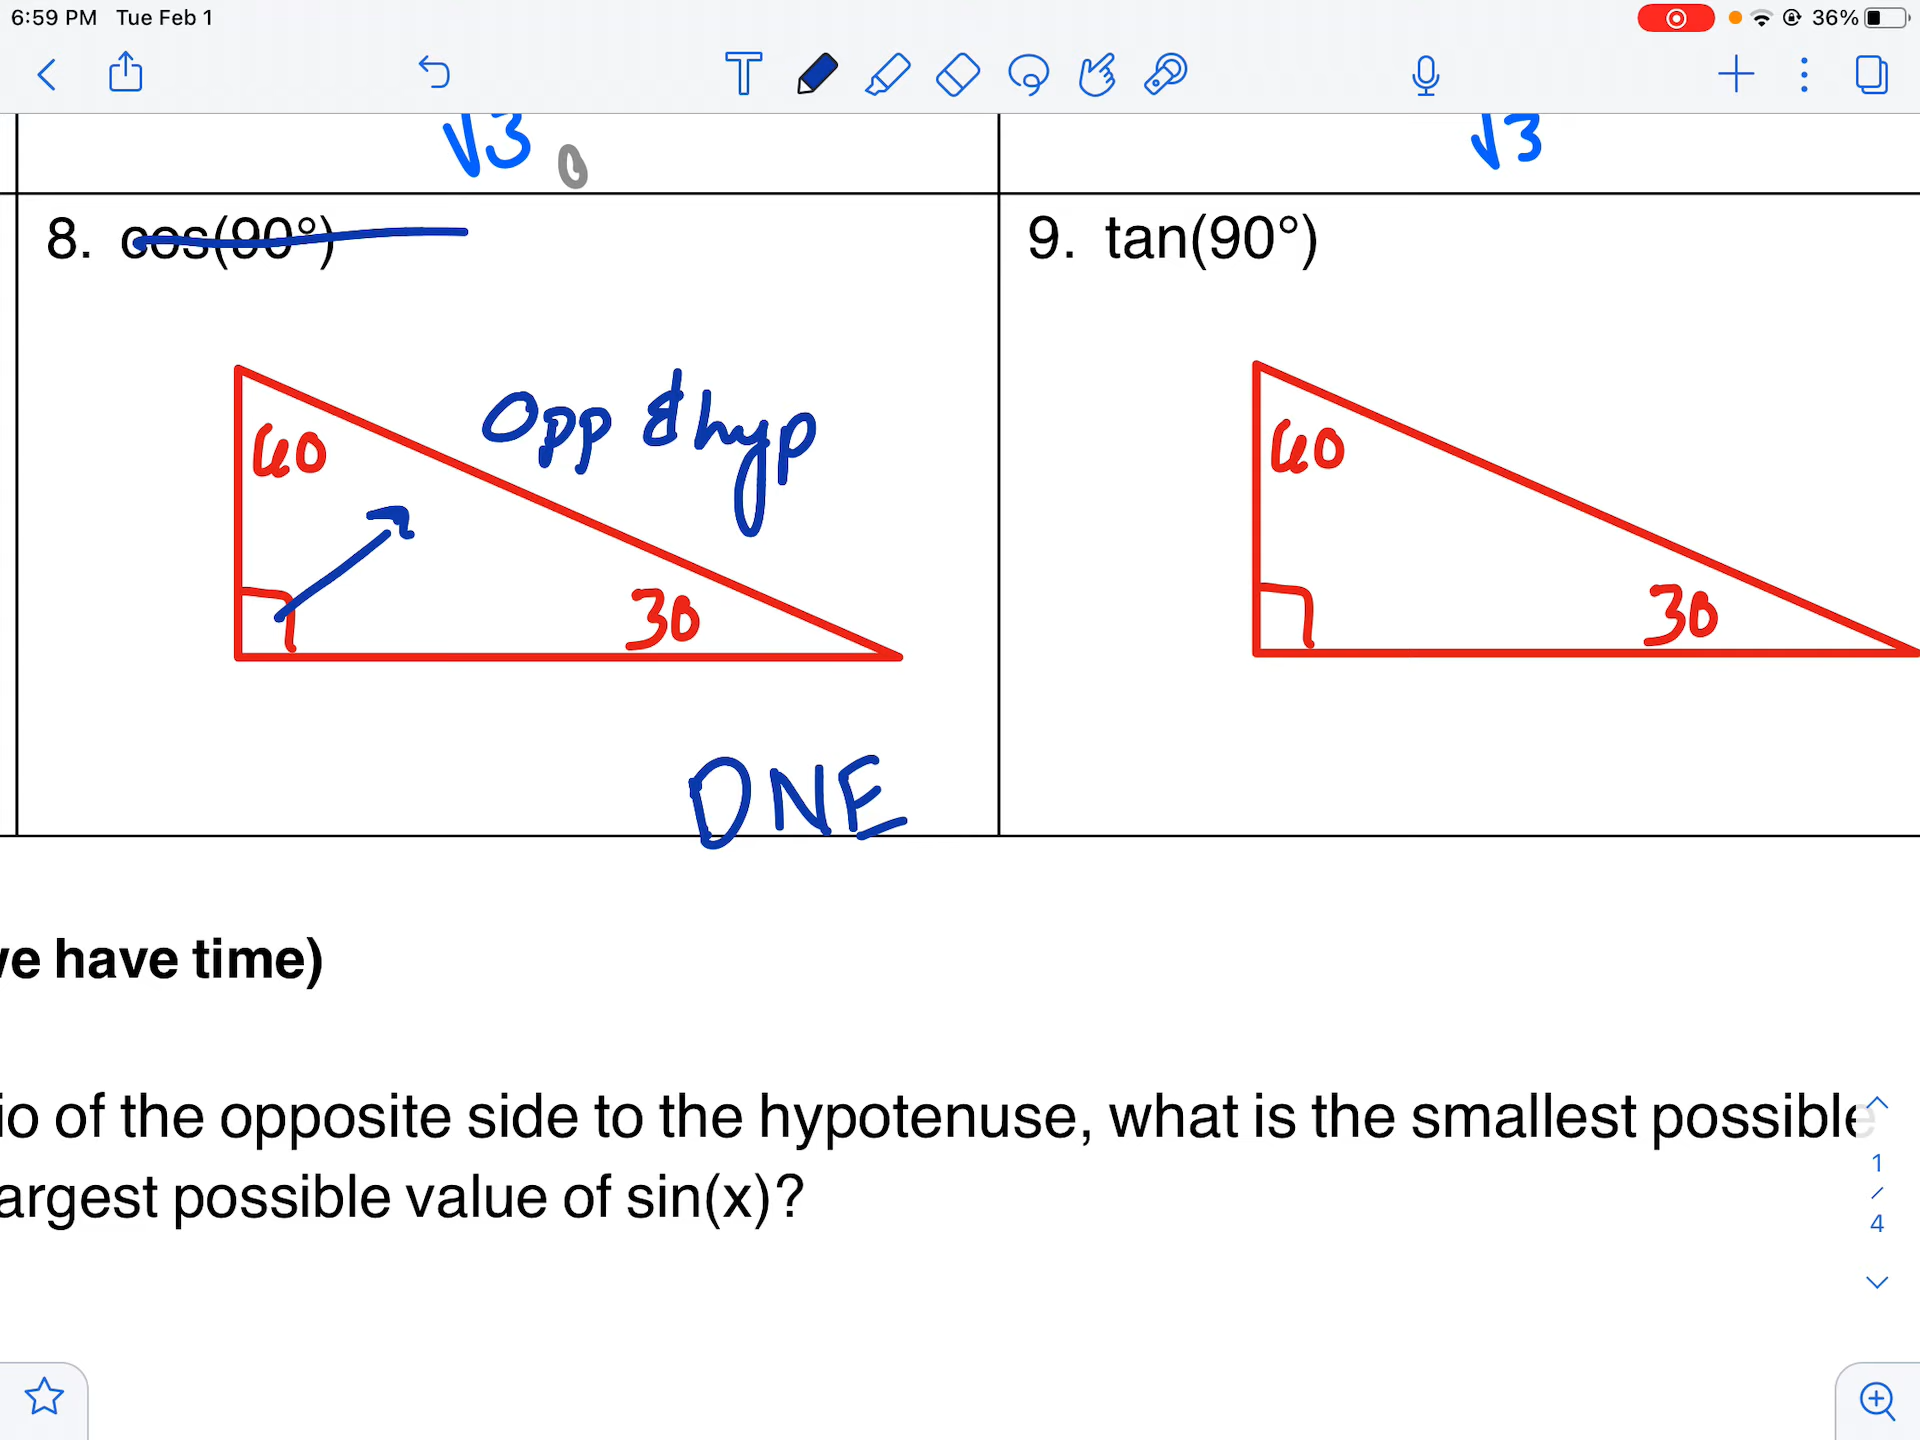 6:59 PM Tue Feb 1
36%
T
√3
0
√3
8. cos(90°)
9. tan(90°)
60
Opp & hyp
30
60
30
DNE
ve have time)
io of the opposite side to the hypotenuse, what is the smallest possible
argest possible value of sin(x)?
1
/
4